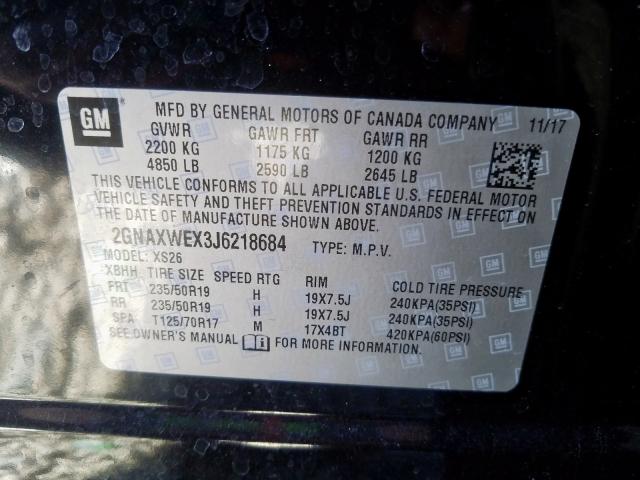 GM
MFD BY GENERAL MOTORS OF CANADA COMPANY 11/17
GVWR GAWR FRT GAWR RR
2200 KG 1175 KG 1200 KG
4850 LB 2590 LB 2645 LB
THIS VEHICLE CONFORMS TO ALL APPLICABLE U.S. FEDERAL MOTOR
VEHICLE SAFETY AND THEFT PREVENTION STANDARDS IN EFFECT ON
THE DATE OF MANUFACTURE SHOWN ABOVE.
2GNAXWEX3J6218684 TYPE: M.P.V.
MODEL: XS26
XBHH TIRE SIZE SPEED RTG RIM COLD TIRE PRESSURE
FRT 235/50R19 H 19X7.5J 240KPA(35PSI)
RR 235/50R19 H 19X7.5J 240KPA(35PSI)
SPA T125/70R17 M 17X4BT 420KPA(60PSI)
SEE OWNER'S MANUAL FOR MORE INFORMATION.